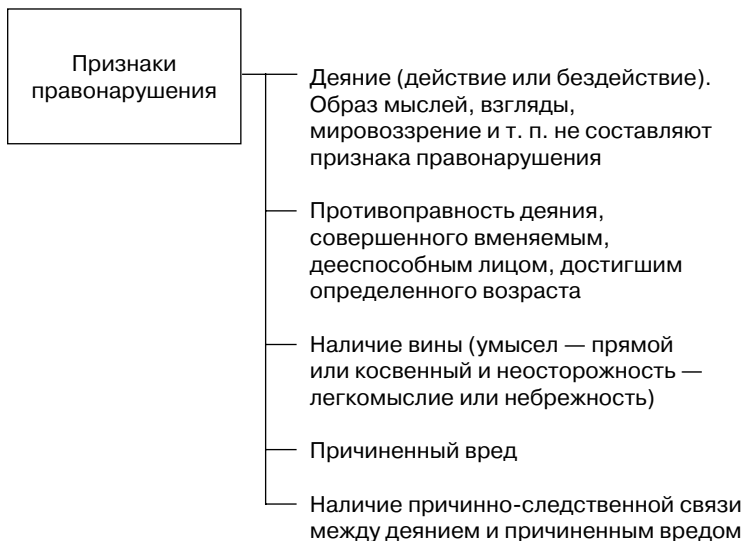 Признаки
правонарушения
Деяние (действие или бездействие).
Образ мыслей, взгляды,
мировоззрение и т. п. не составляют
признака правонарушения
Противоправность деяния,
совершенного вменяемым,
дееспособным лицом, достигшим
определенного возраста
Наличие вины (умысел — прямой
или косвенный и неосторожность —
легкомыслие или небрежность)
Причиненный вред
Наличие причинно-следственной связи
между деянием и причиненным вредом